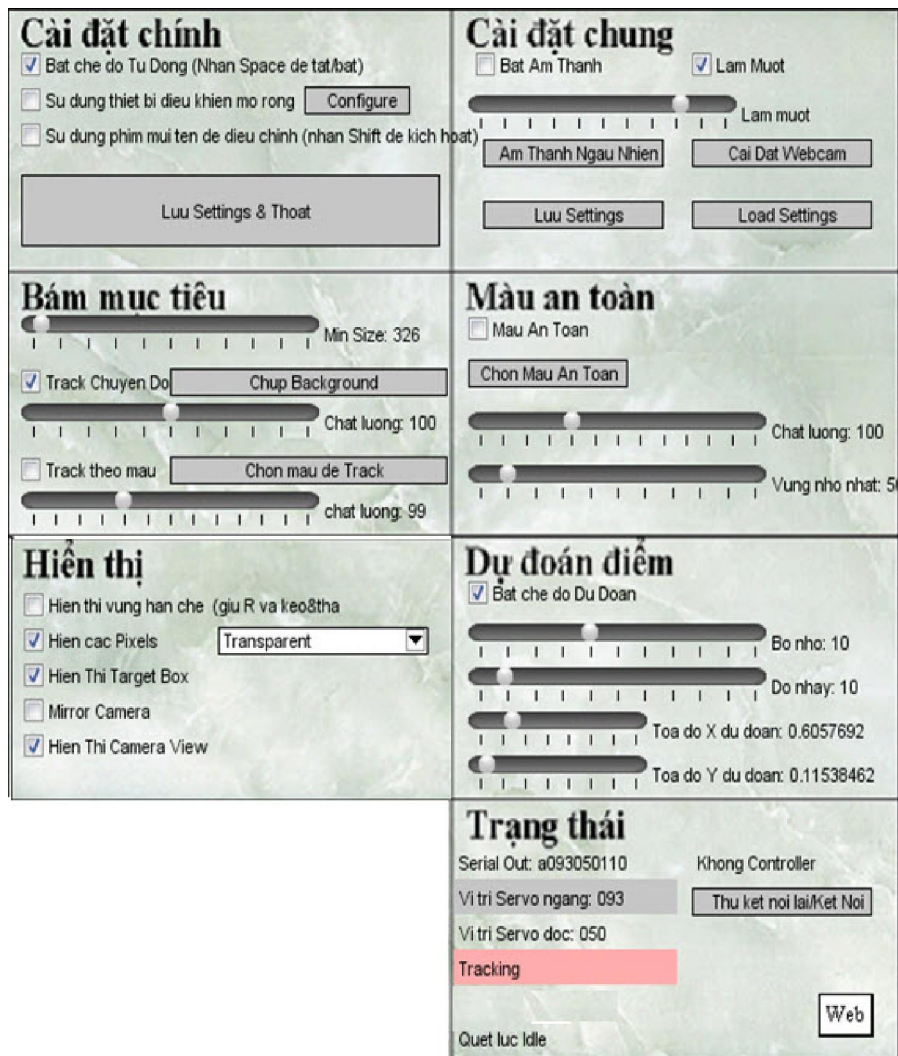 Cài đặt chính
Bat che do Tu Dong (Nhan Space de tat/bat)
Su dung thiet bi dieu khien mo rong
Configure
Su dung phim mui ten de dieu chinh (nhan Shift de kich hoat)
Luu Settings & Thoat
Cài đặt chung
Bat Am Thanh
Lam Muot
Lam muot
Am Thanh Ngau Nhien
Cai Dat Webcam
Luu Settings
Load Settings
Bám mục tiêu
Min Size: 326
Track Chuyen Do
Chup Background
Chat luong: 100
Track theo mau
Chon mau de Track
chat luong: 99
Màu an toàn
Mau An Toan
Chon Mau An Toan
Chat luong: 100
Vung nho nhat: 5
Hiển thị
Hien thi vung han che (giu R va keo&tha
Hien cac Pixels
Transparent
Hien Thi Target Box
Mirror Camera
Hien Thi Camera View
Dự đoán điểm
Bat che do Du Doan
Bo nho: 10
Do nhay: 10
Toa do X du doan: 0.6057692
Toa do Y du doan: 0.11538462
Trạng thái
Serial Out: a093050110
Khong Controller
Vi tri Servo ngang: 093
Thu ket noi lai/Ket Noi
Vi tri Servo doc: 050
Tracking
Web
Quet luc Idle